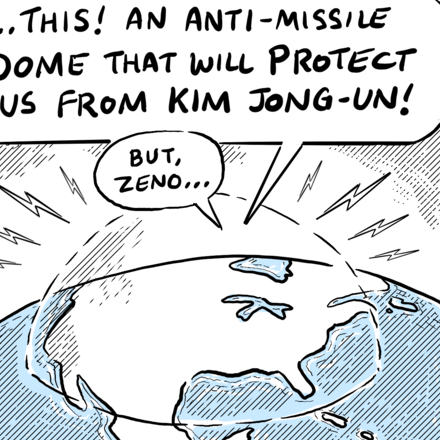 ..THIS! AN ANTI-MISSILE
DOME THAT WILL PROTECT
US FROM KIM JONG-UN!
BUT,
ZENO...